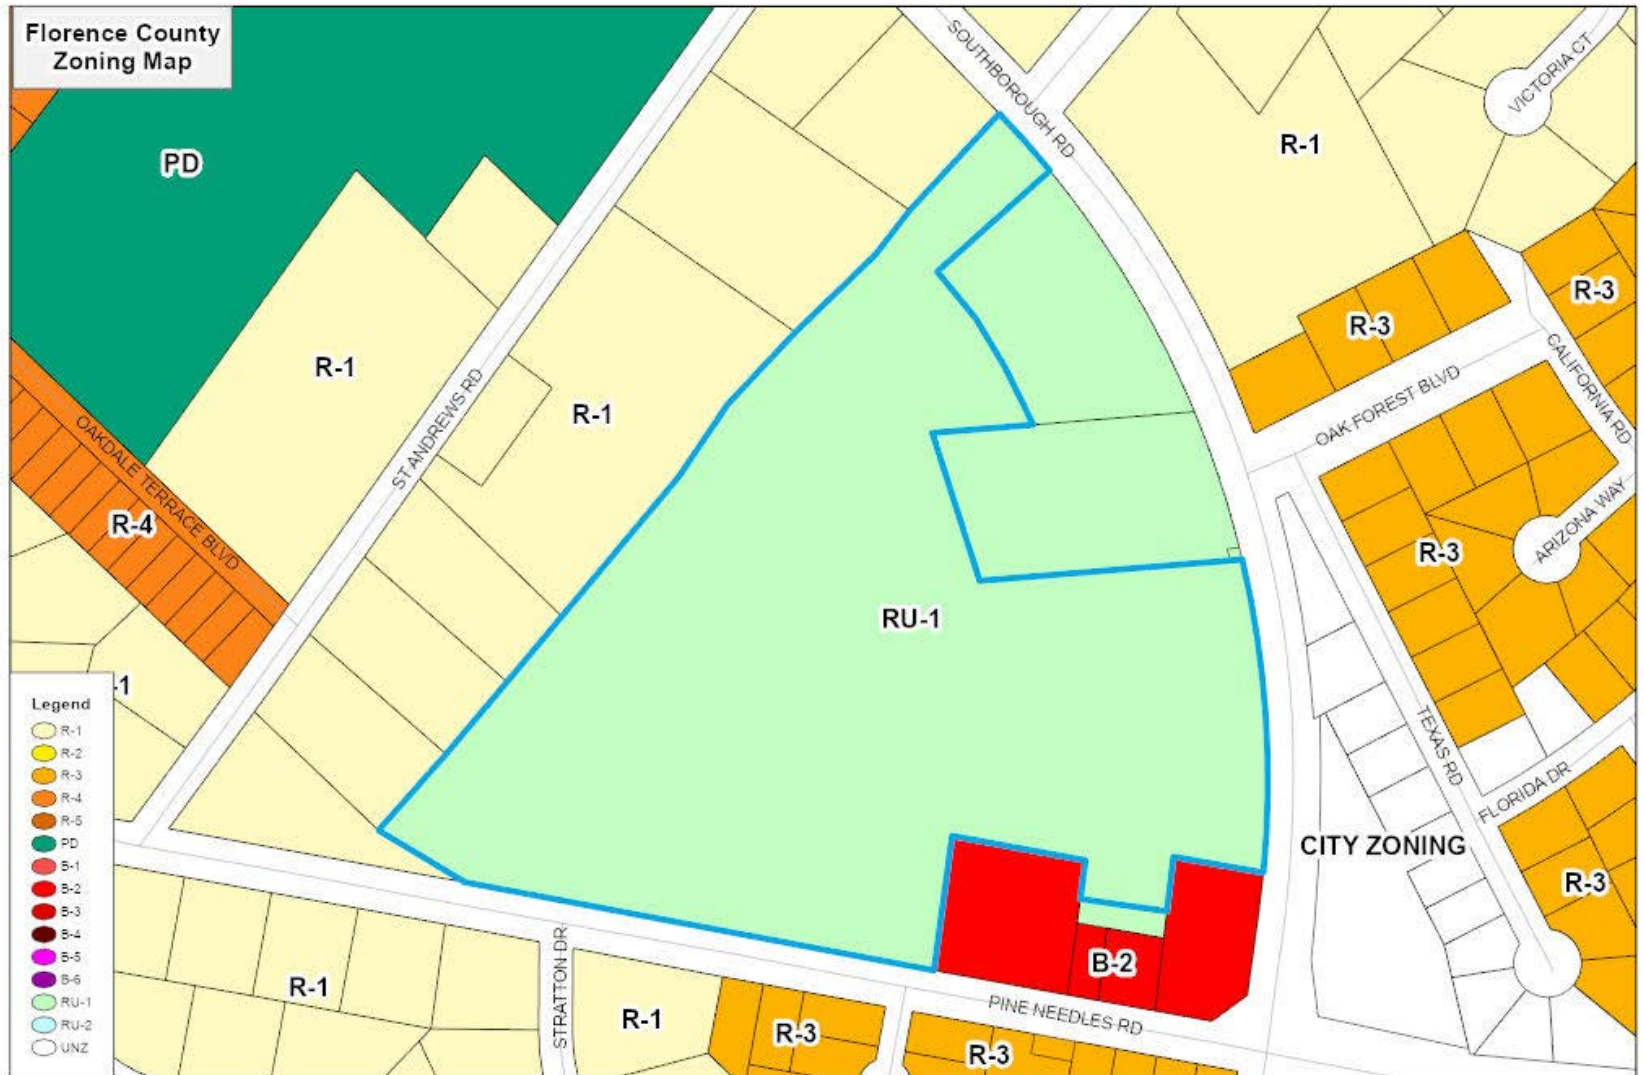 Florence County
Zoning Map
SOUTHBOROUGH RD
VICTORIA CT
R-1
PD
R-3
R-3
CALIFORNIA RD
R-1
ST ANDREWS RD
R-1
OAK FOREST BLVD
OAKDALE TERRACE BLVD
R-4
ARIZONA WAY
R-3
RU-1
-1
TEXAS RD
FLORIDA DR
CITY ZONING
R-3
B-2
R-1
STRATTON DR
PINE NEEDLES RD
R-1
R-3
R-3
Legend
R-1
R-2
R-3
R-4
R-5
PD
B-1
B-2
B-3
B-4
B-5
B-6
RU-1
RU-2
UNZ